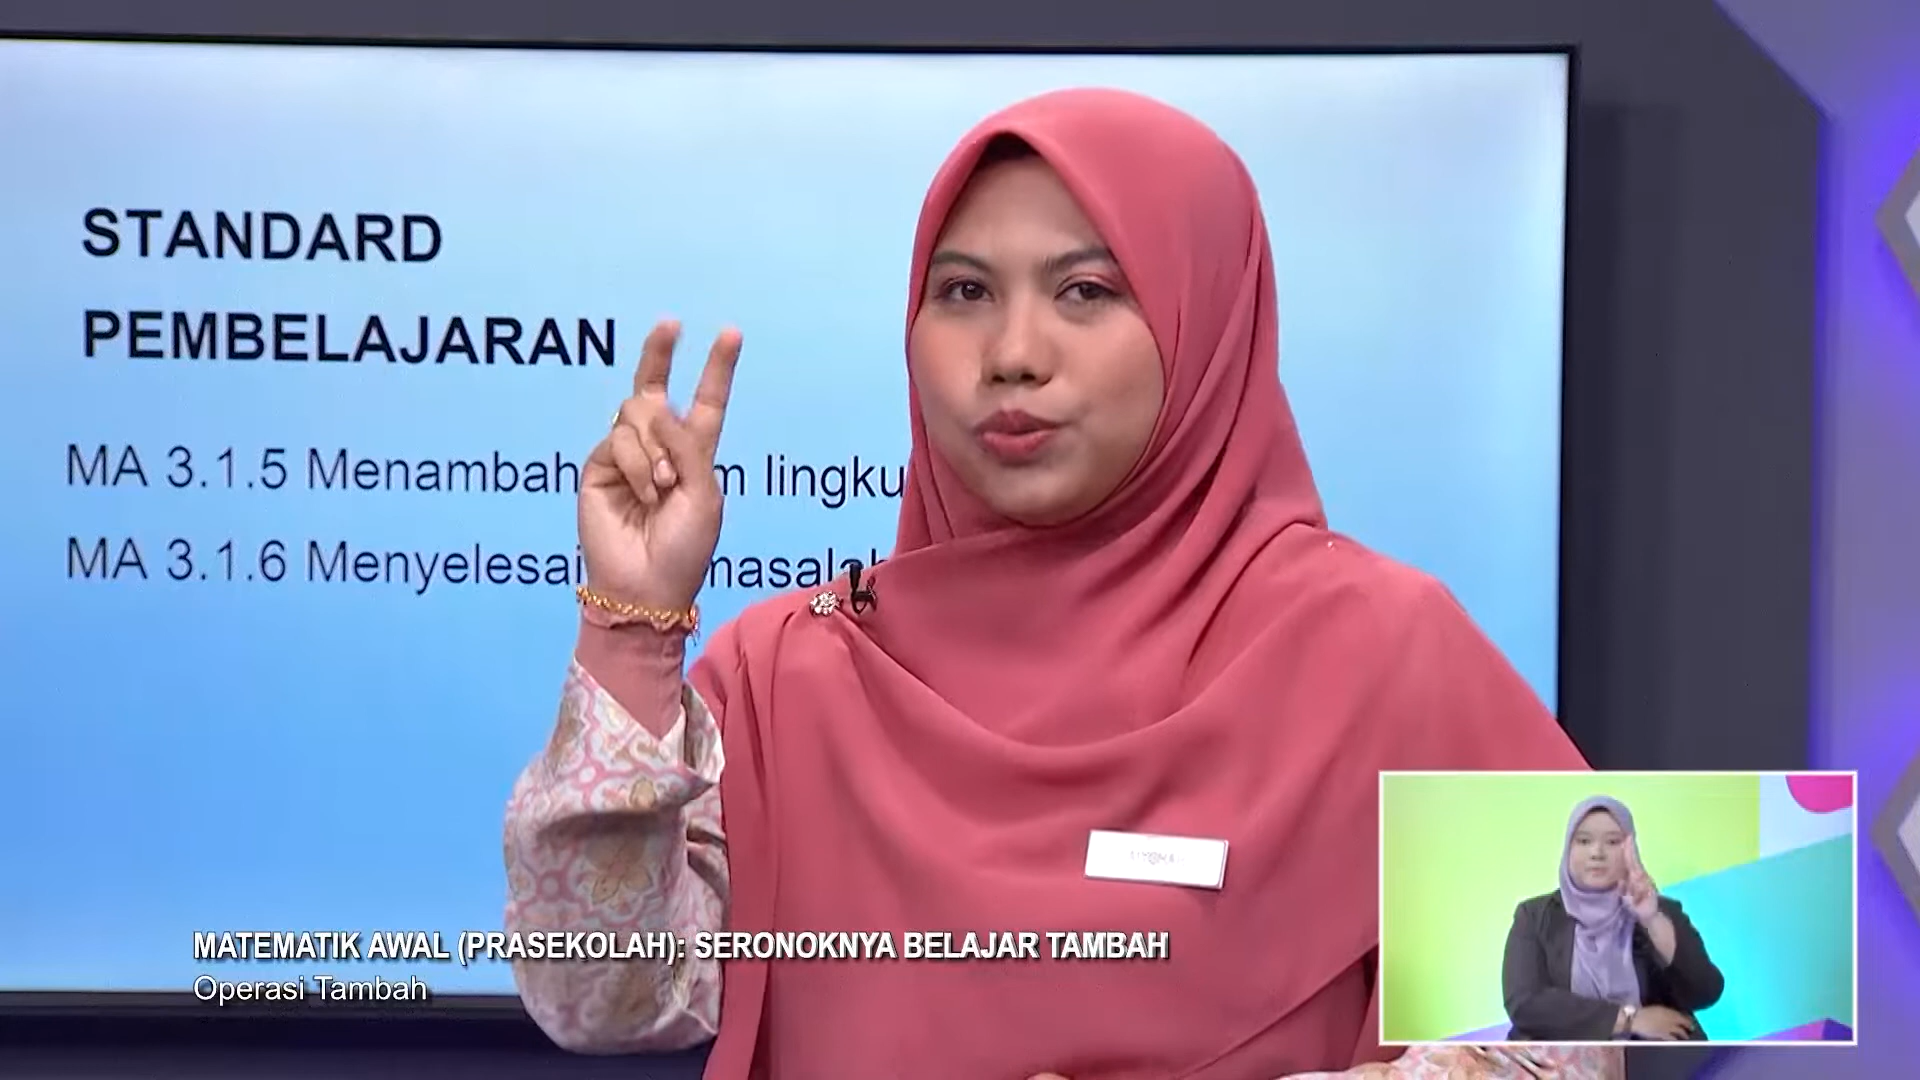 STANDARD
PEMBELAJARAN
MA 3.1.5 Menambah lingku
MA 3.1.6 Menyelesai masalah
MATEMATIK AWAL (PRASEKOLAH): SERONOKNYA BELAJAR TAMBAH
Operasi Tambah